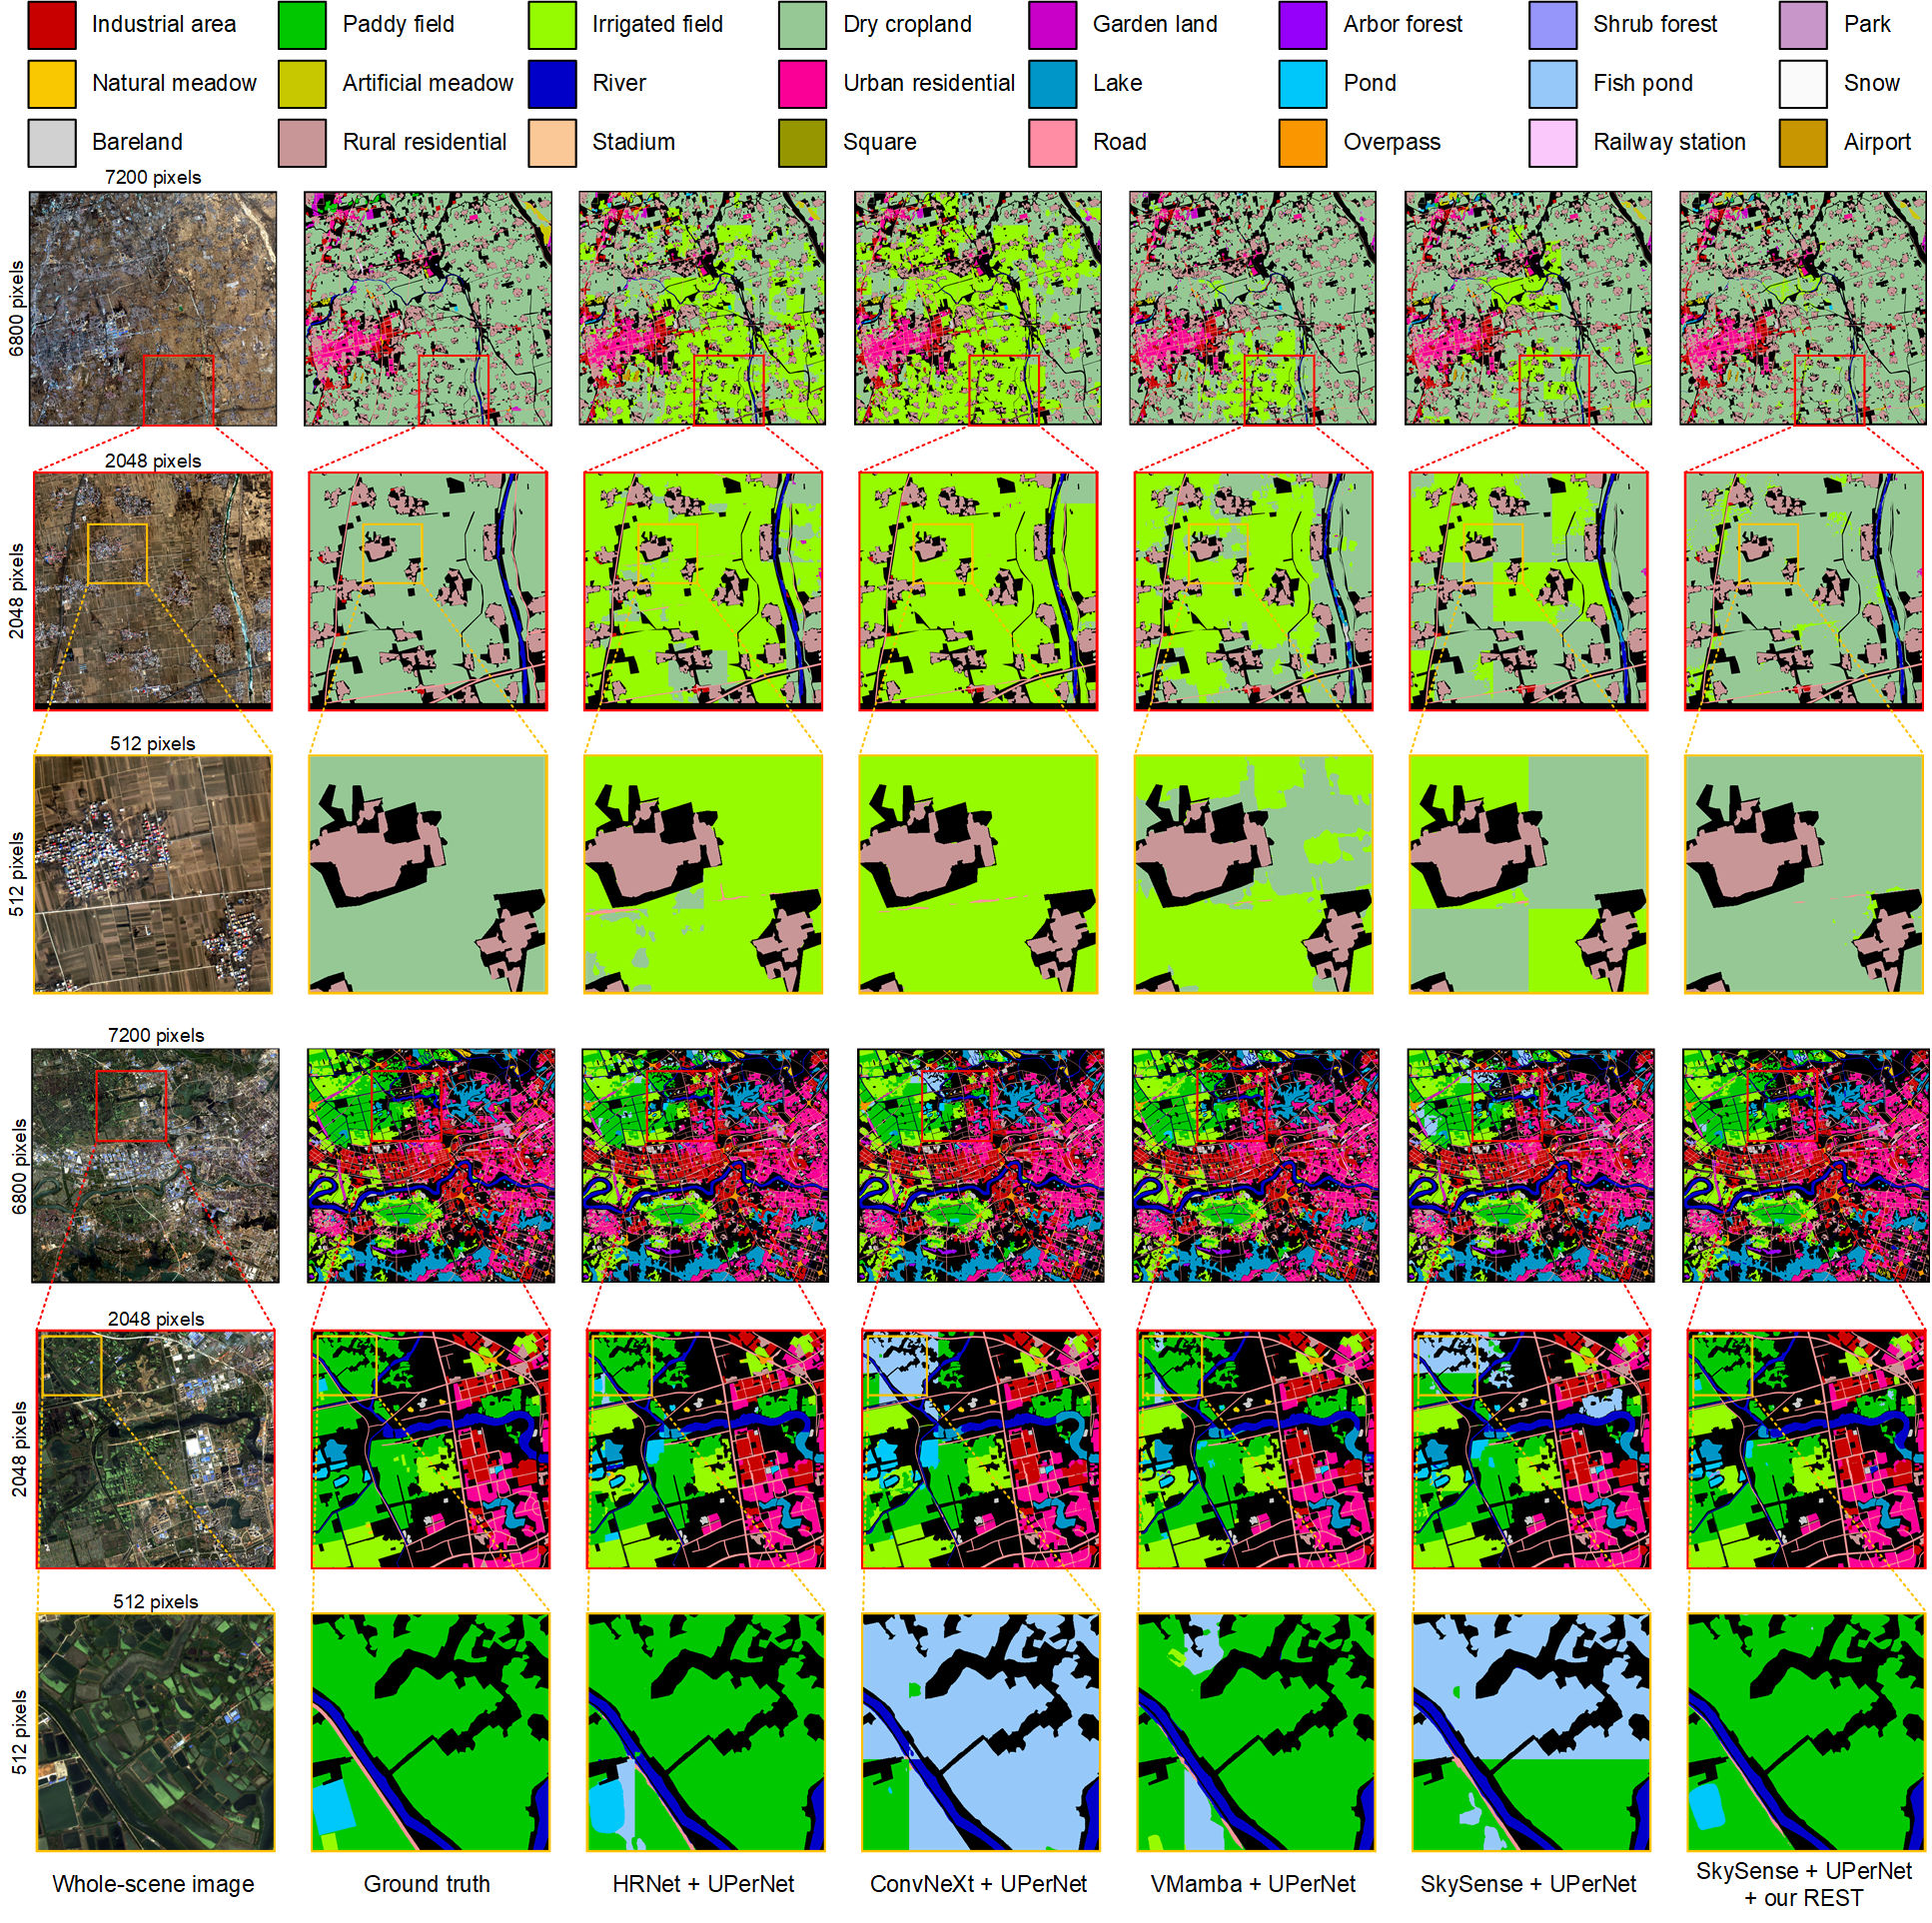 Industrial area Paddy field Irrigated field Dry cropland Garden land Arbor forest Shrub forest Park
Natural meadow Artificial meadow River Urban residential Lake Pond Fish pond Snow
Bareland Rural residential Stadium Square Road Overpass Railway station Airport
7200 pixels
6800 pixels
2048 pixels
2048 pixels
512 pixels
512 pixels
7200 pixels
6800 pixels
2048 pixels
2048 pixels
512 pixels
512 pixels
Whole-scene image Ground truth HRNet + UPerNet ConvNeXt + UPerNet VMamba + UPerNet SkySense + UPerNet SkySense + UPerNet
+ our REST